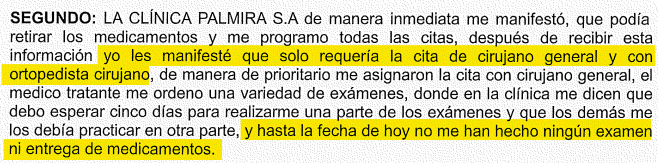 SEGUNDO: LA CLÍNICA PALMIRA S.A de manera inmediata me manifestó, que podía
retirar los medicamentos y me programo todas las citas, después de recibir esta
información yo les manifesté que solo requería la cita de cirujano general y con
ortopedista cirujano, de manera de prioritario me asignaron la cita con cirujano general, el
medico tratante me ordeno una variedad de exámenes, donde en la clínica me dicen que
debo esperar cinco días para realizarme una parte de los exámenes y que los demás me
los debía practicar en otra parte, y hasta la fecha de hoy no me han hecho ningún examen
ni entrega de medicamentos.